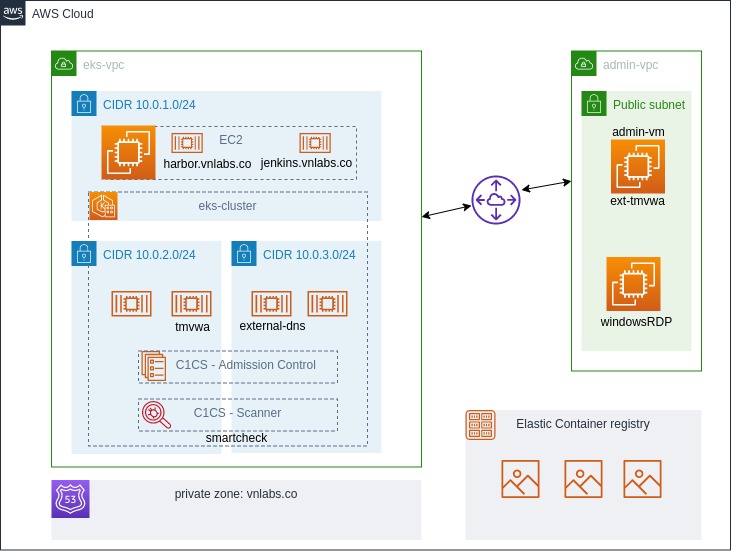 aws
AWS Cloud
eks-vpc
admin-vpc
CIDR 10.0.1.0/24
Public subnet
EC2
harbor.vnlabs.co
jenkins.vnlabs.co
admin-vm
ext-tmvwa
eks-cluster
CIDR 10.0.2.0/24
CIDR 10.0.3.0/24
tmvwa
external-dns
windowsRDP
C1CS - Admission Control
C1CS - Scanner
smartcheck
Elastic Container registry
53
private zone: vnlabs.co